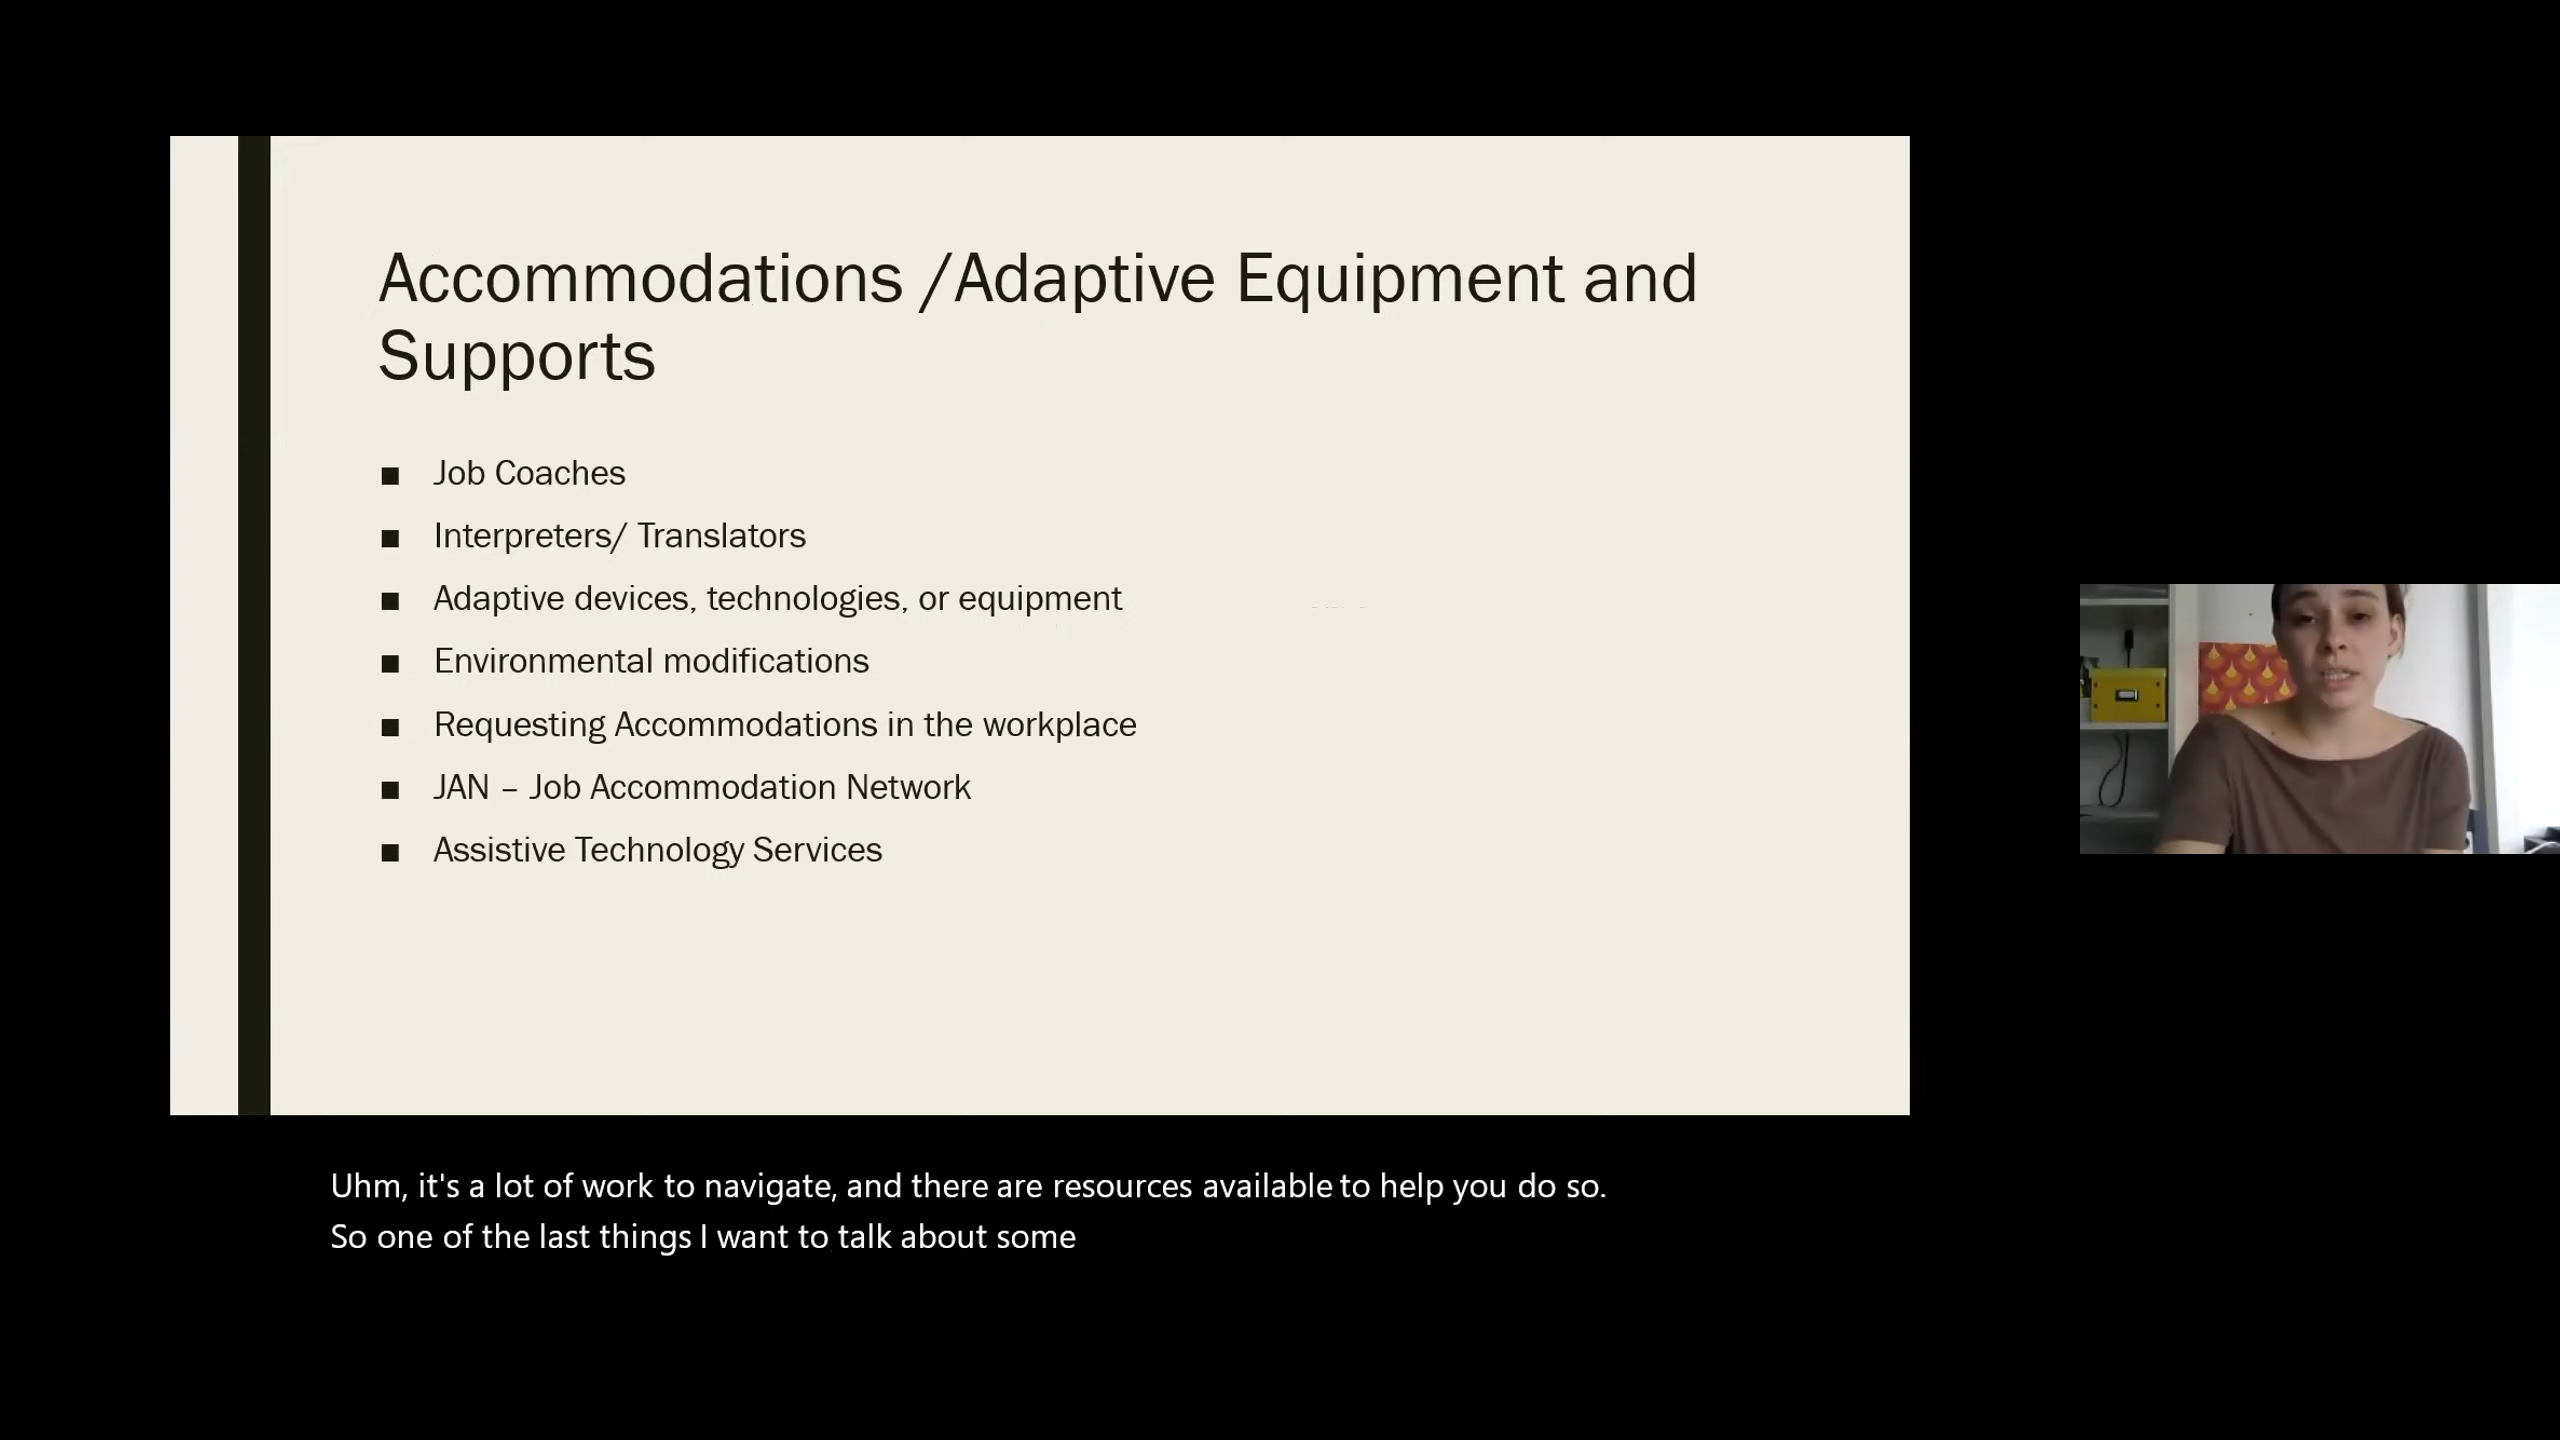 Accommodations /Adaptive Equipment and
Supports
■ Job Coaches
■ Interpreters/ Translators
■ Adaptive devices, technologies, or equipment
■ Environmental modifications
■ Requesting Accommodations in the workplace
■ JAN – Job Accommodation Network
■ Assistive Technology Services
Uhm, it's a lot of work to navigate, and there are resources available to help you do so.
So one of the last things I want to talk about some